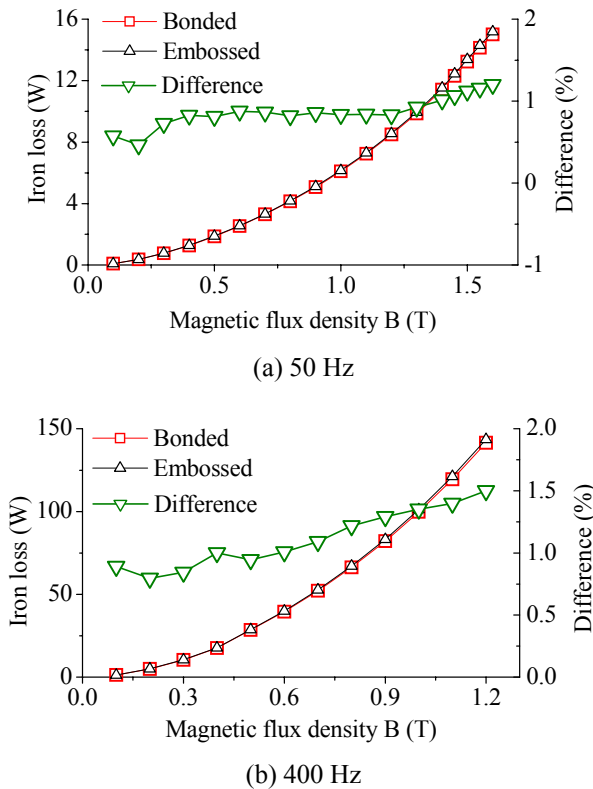 Bonded
Embossed
Difference
Iron loss (W)
16
12
8
4
0
2
1
0
-1
Difference (%)
0.0 0.5 1.0 1.5
Magnetic flux density B (T)
(a) 50 Hz
Bonded
Embossed
Difference
Iron loss (W)
150
100
75
50
0
2.0
1.5
1.0
0.5
0.0
Difference (%)
0.0 0.3 0.6 0.9 1.2
Magnetic flux density B (T)
(b) 400 Hz